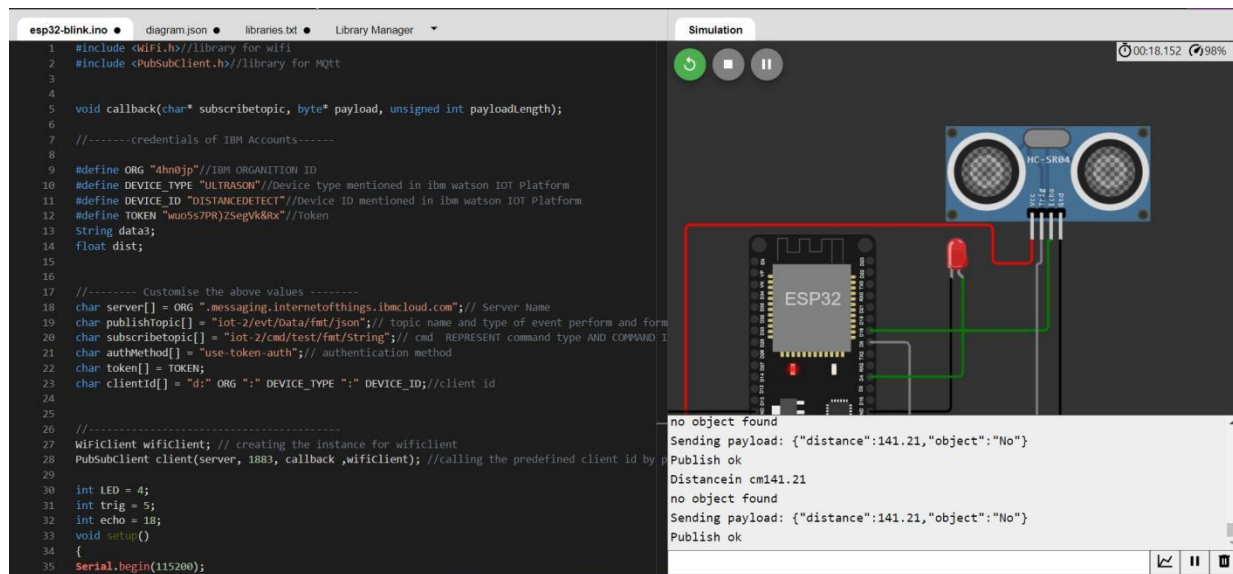 esp32-blink.ino ● diagram.json ● libraries.txt ● Library Manager
1 #include <WiFi.h>//library for wifi
2 #include <PubSubClient.h>//library for MQtt
3
4
5 void callback(char* subscribetopic, byte* payload, unsigned int payloadLength);
6
7 //-------credentials of IBM Accounts------
8
9 #define ORG "4hn0jp"//IBM ORGANITION ID
10 #define DEVICE_TYPE "ULTRASON"//Device type mentioned in ibm watson IOT Platform
11 #define DEVICE_ID "DISTANCEDETECT"//Device ID mentioned in ibm watson IOT Platform
12 #define TOKEN "wuo5s7PR)ZSegVk&Rx"//Token
13 String data3;
14 float dist;
15
16
17 //-------- Customise the above values --------
18 char server[] = ORG ".messaging.internetofthings.ibmcloud.com";// Server Name
19 char publishTopic[] = "iot-2/evt/Data/fmt/json";// topic name and type of event perform and form
20 char subscribetopic[] = "iot-2/cmd/test/fmt/String";// cmd REPRESENT command type AND COMMAND I
21 char authMethod[] = "use-token-auth";// authentication method
22 char token[] = TOKEN;
23 char clientId[] = "d:" ORG ":" DEVICE_TYPE ":" DEVICE_ID;//client id
24
25
26 //-----------------------------------------
27 WiFiClient wifiClient; // creating the instance for wificlient
28 PubSubClient client(server, 1883, callback ,wifiClient); //calling the predefined client id by p
29
30 int LED = 4;
31 int trig = 5;
32 int echo = 18;
33 void setup()
34 {
35 Serial.begin(115200);
Simulation
00:18.152 98%
HC-SR04
Vcc Trig Echo Gnd
ESP32
no object found
Sending payload: {"distance":141.21,"object":"No"}
Publish ok
Distancein cm141.21
no object found
Sending payload: {"distance":141.21,"object":"No"}
Publish ok